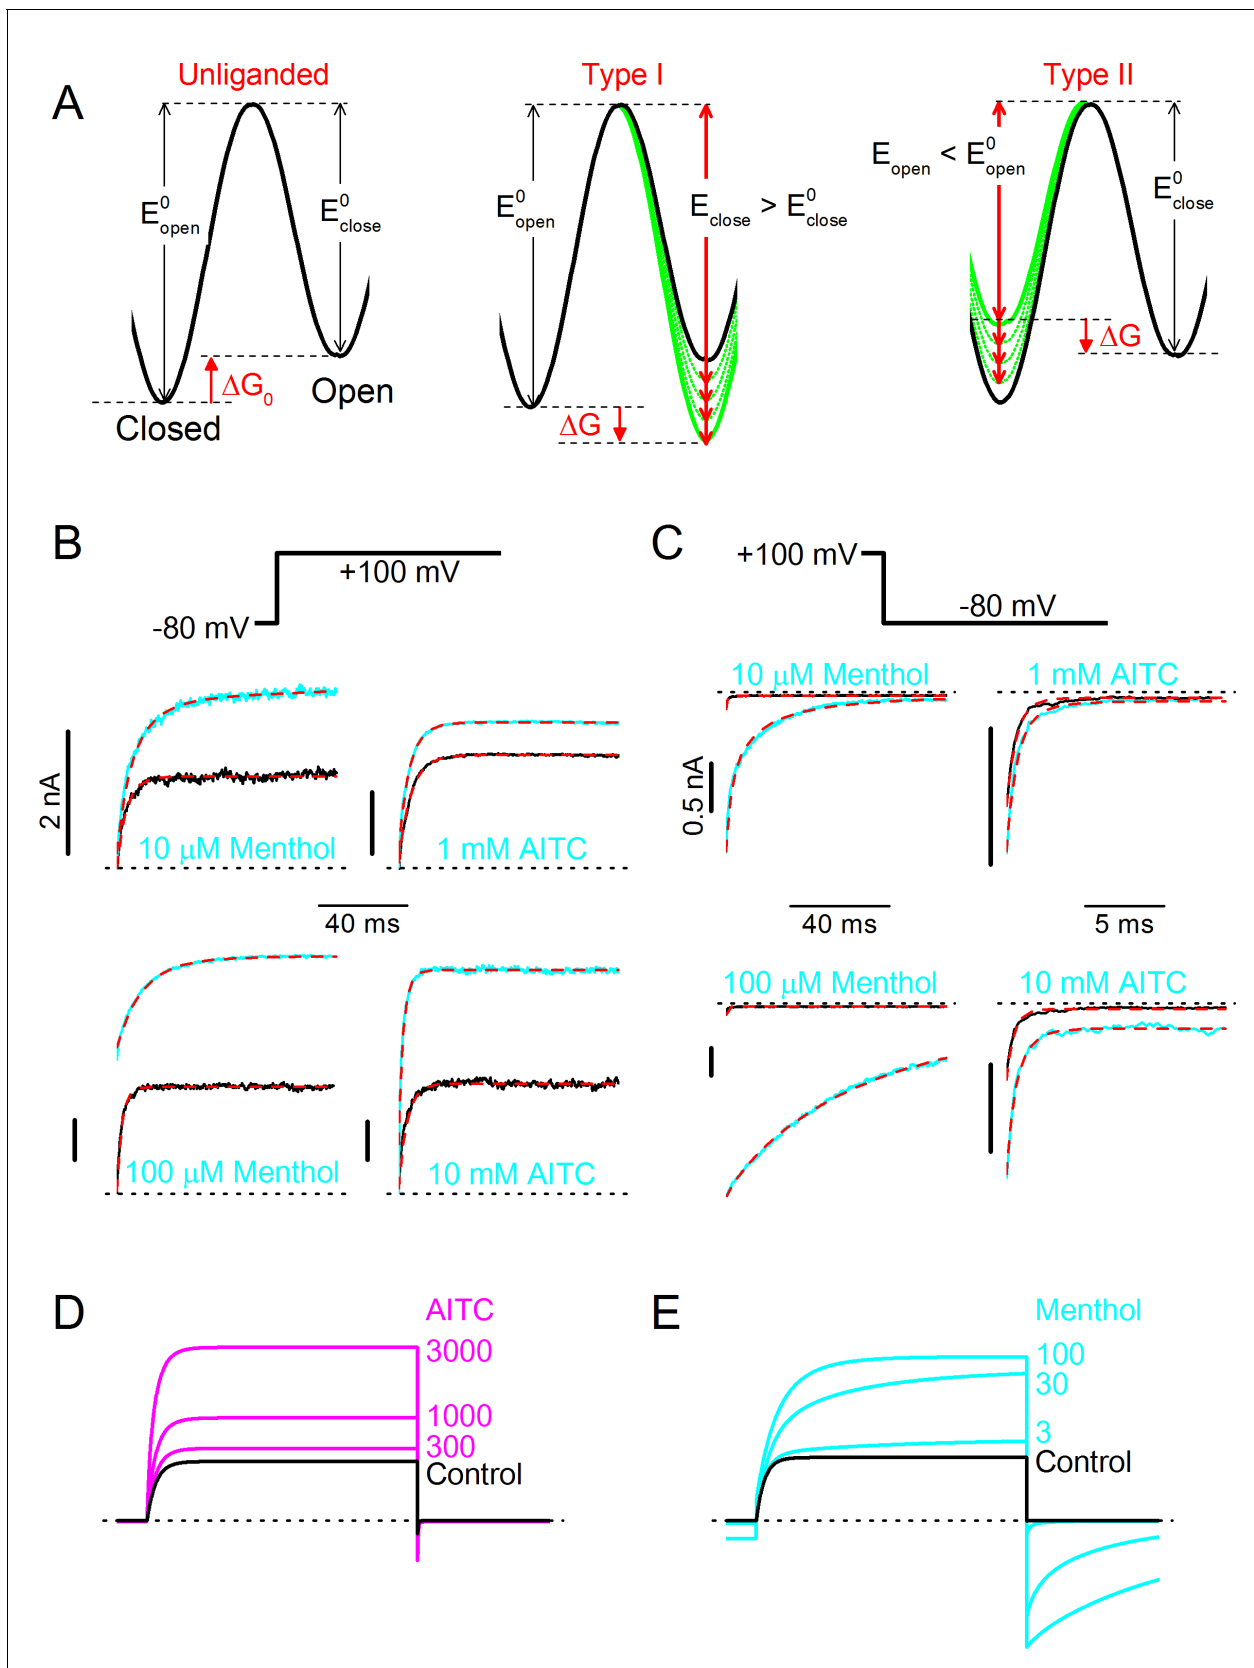 A
Unliganded
Type I
Type II
E⁰open
E⁰close
ΔG₀
Closed
Open
E⁰open
Eclose > E⁰close
ΔG
Eopen < E⁰open
E⁰close
ΔG
B
+100 mV
-80 mV
2 nA
10 μM Menthol
1 mM AITC
40 ms
100 μM Menthol
10 mM AITC
C
+100 mV
-80 mV
10 μM Menthol
1 mM AITC
0.5 nA
40 ms
5 ms
100 μM Menthol
10 mM AITC
D
AITC
3000
1000
300
Control
E
Menthol
100
30
3
Control